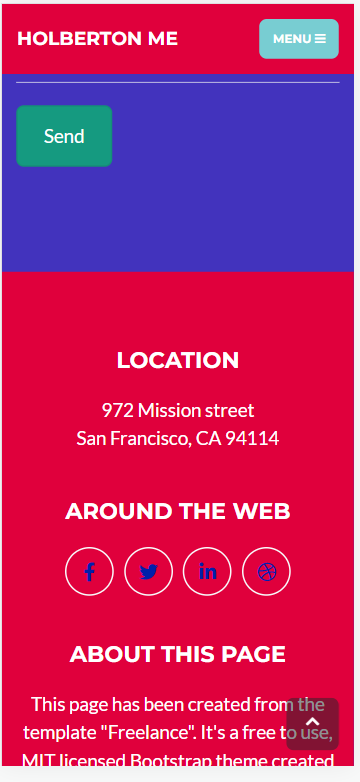 HOLBERTON ME
MENU
Send
LOCATION
972 Mission street
San Francisco, CA 94114
AROUND THE WEB
ABOUT THIS PAGE
This page has been created from the
template "Freelance". It's a free to use,
MIT licensed Bootstrap theme created